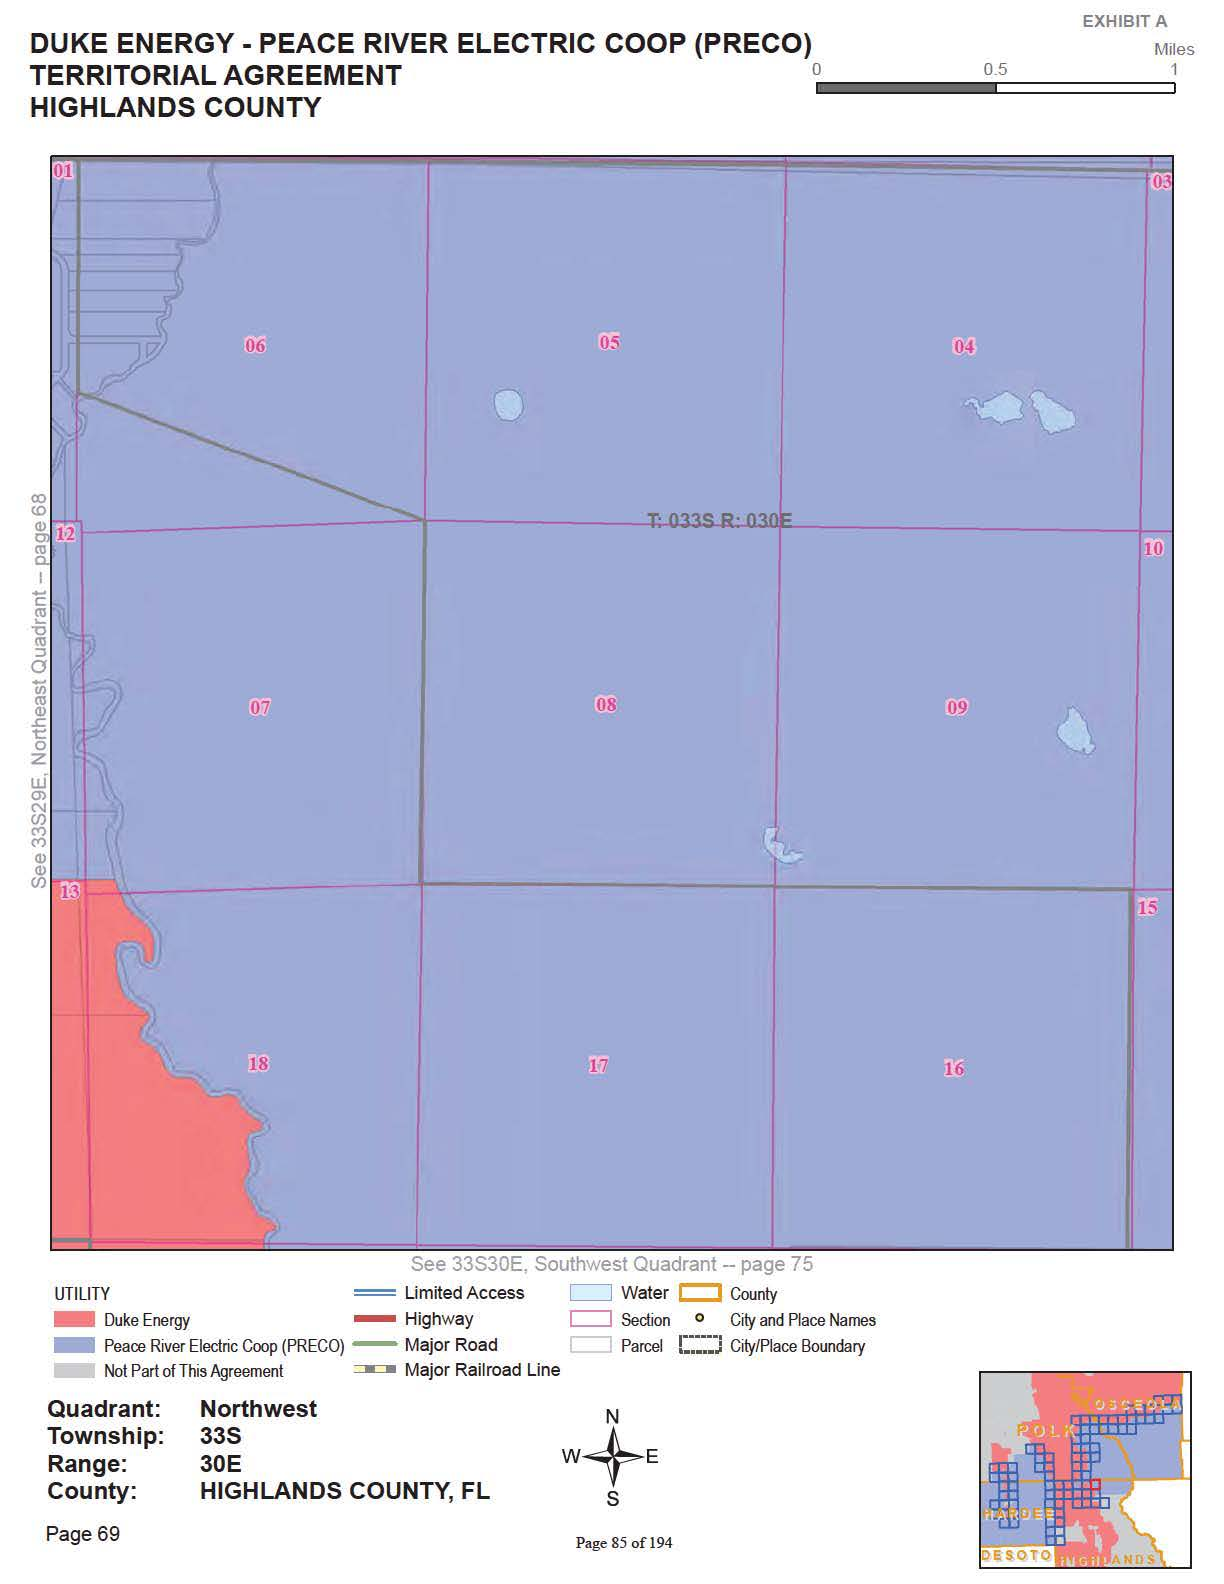 EXHIBIT A
DUKE ENERGY - PEACE RIVER ELECTRIC COOP (PRECO)
TERRITORIAL AGREEMENT
HIGHLANDS COUNTY
Miles
0 0.5 1
01
03
06
05
04
T: 033S R: 030E
12
10
07
08
09
13
15
18
17
16
See 33S29E, Northeast Quadrant -- page 68
See 33S30E, Southwest Quadrant -- page 75
UTILITY
Duke Energy
Peace River Electric Coop (PRECO)
Not Part of This Agreement
Limited Access
Highway
Major Road
Major Railroad Line
Water
Section
Parcel
County
City and Place Names
City/Place Boundary
Quadrant: Northwest
Township: 33S
Range: 30E
County: HIGHLANDS COUNTY, FL
Page 69
N
W E
S
Page 85 of 194
OSCEOLA
POLK
HARDEE
DESOTO
HIGHLANDS